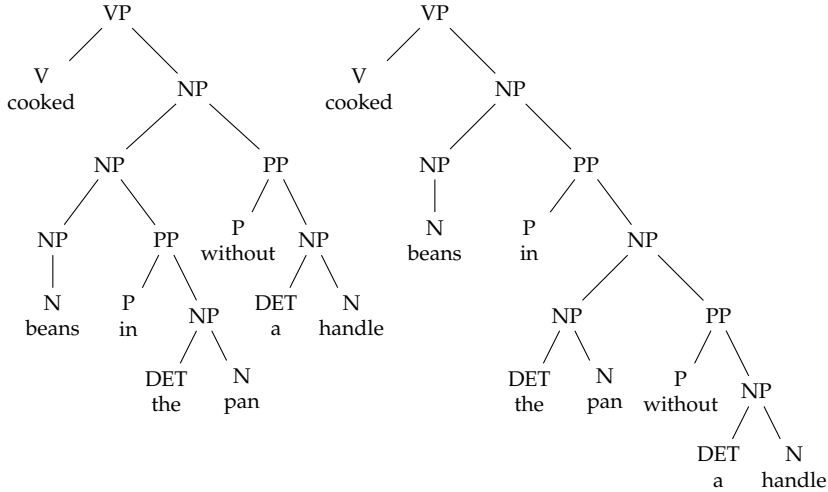 VP VP
V V
cooked NP cooked NP
NP PP NP PP
NP PP P NP N P NP
without beans in
N P NP DET N NP PP
beans in a handle
DET N DET N P NP
the pan the pan without
DET N
a handle